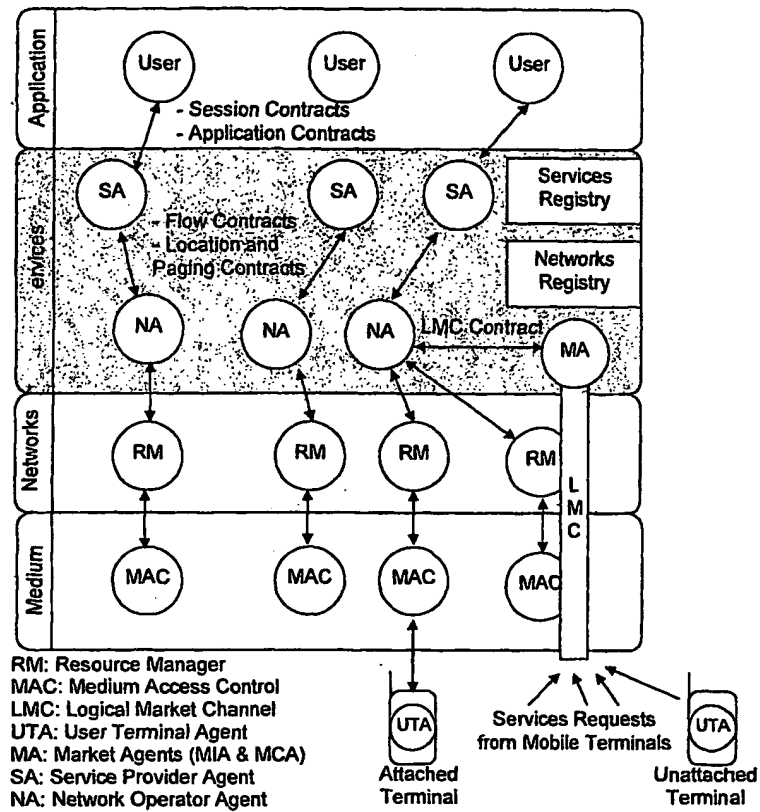 Application
User
User
User
- Session Contracts
- Application Contracts
ervices
SA
SA
SA
Services
Registry
- Flow Contracts
- Location and
Paging Contracts
Networks
Registry
NA
NA
NA
LMC Contract
MA
Networks
RM
RM
RM
RM
LMC
Medium
MAC
MAC
MAC
MAC
RM: Resource Manager
MAC: Medium Access Control
LMC: Logical Market Channel
UTA: User Terminal Agent
MA: Market Agents (MIA & MCA)
SA: Service Provider Agent
NA: Network Operator Agent
UTA
Attached
Terminal
Services Requests
from Mobile Terminals
UTA
Unattached
Terminal